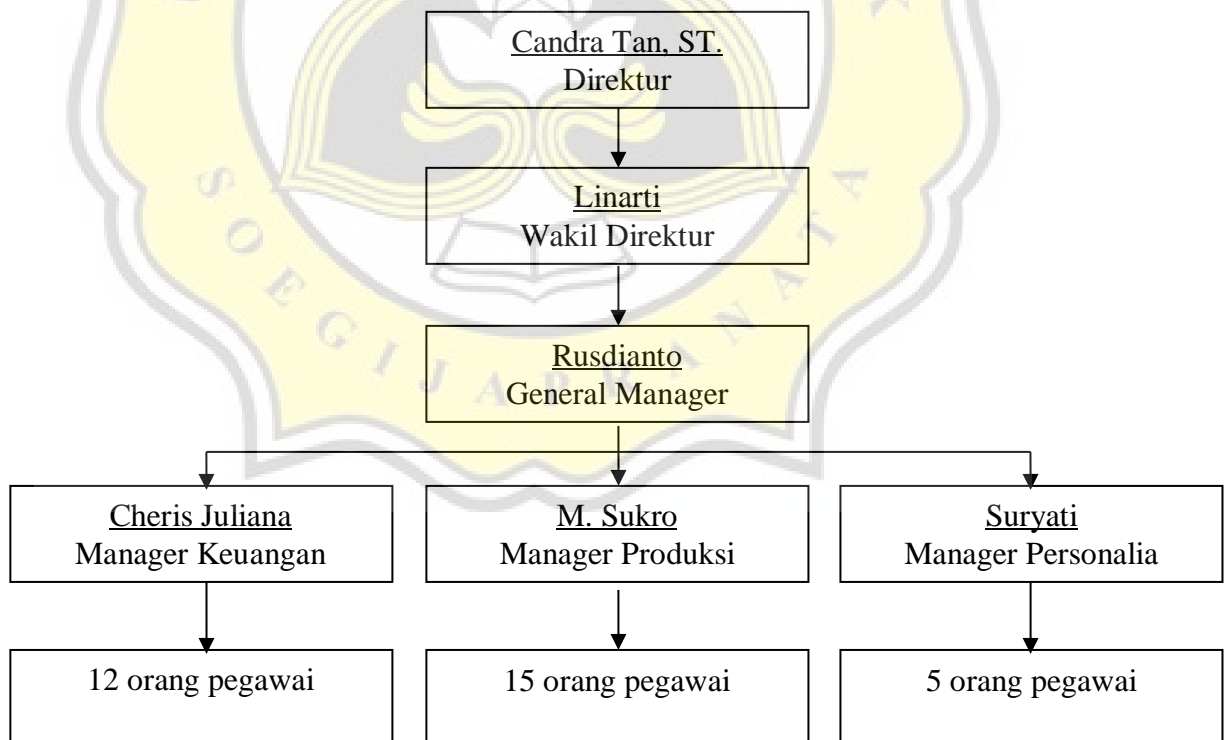 Candra Tan, ST.
Direktur
Linarti
Wakil Direktur
Rusdianto
General Manager
Cheris Juliana
Manager Keuangan
M. Sukro
Manager Produksi
Suryati
Manager Personalia
12 orang pegawai
15 orang pegawai
5 orang pegawai
SOEGIJAPRANATA